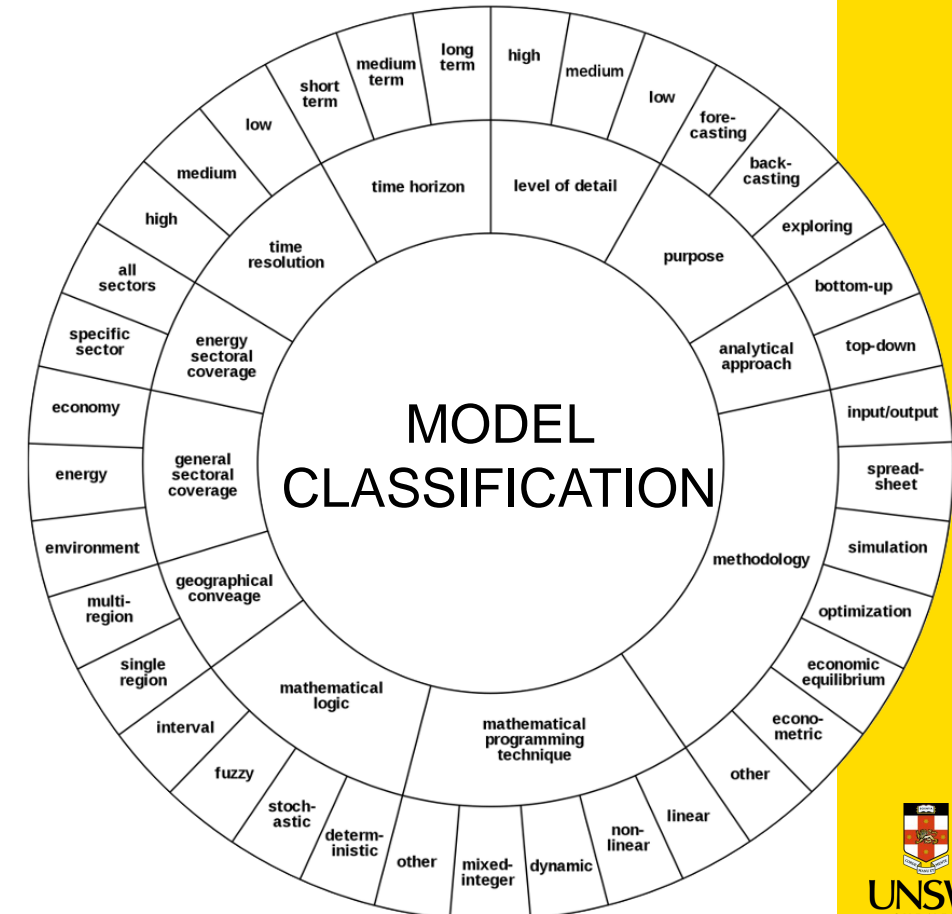 MODEL
CLASSIFICATION
level of detail
high
medium
low
purpose
fore-
casting
back-
casting
exploring
analytical
approach
bottom-up
top-down
methodology
input/output
spread-
sheet
simulation
optimization
economic
equilibrium
econo-
metric
other
mathematical
programming
technique
linear
non-
linear
dynamic
mixed-
integer
other
mathematical
logic
determ-
inistic
stoch-
astic
fuzzy
interval
geographical
conveage
single
region
multi-
region
general
sectoral
coverage
environment
energy
economy
energy
sectoral
coverage
specific
sector
all
sectors
time
resolution
high
medium
low
time horizon
short
term
medium
term
long
term
UNSW